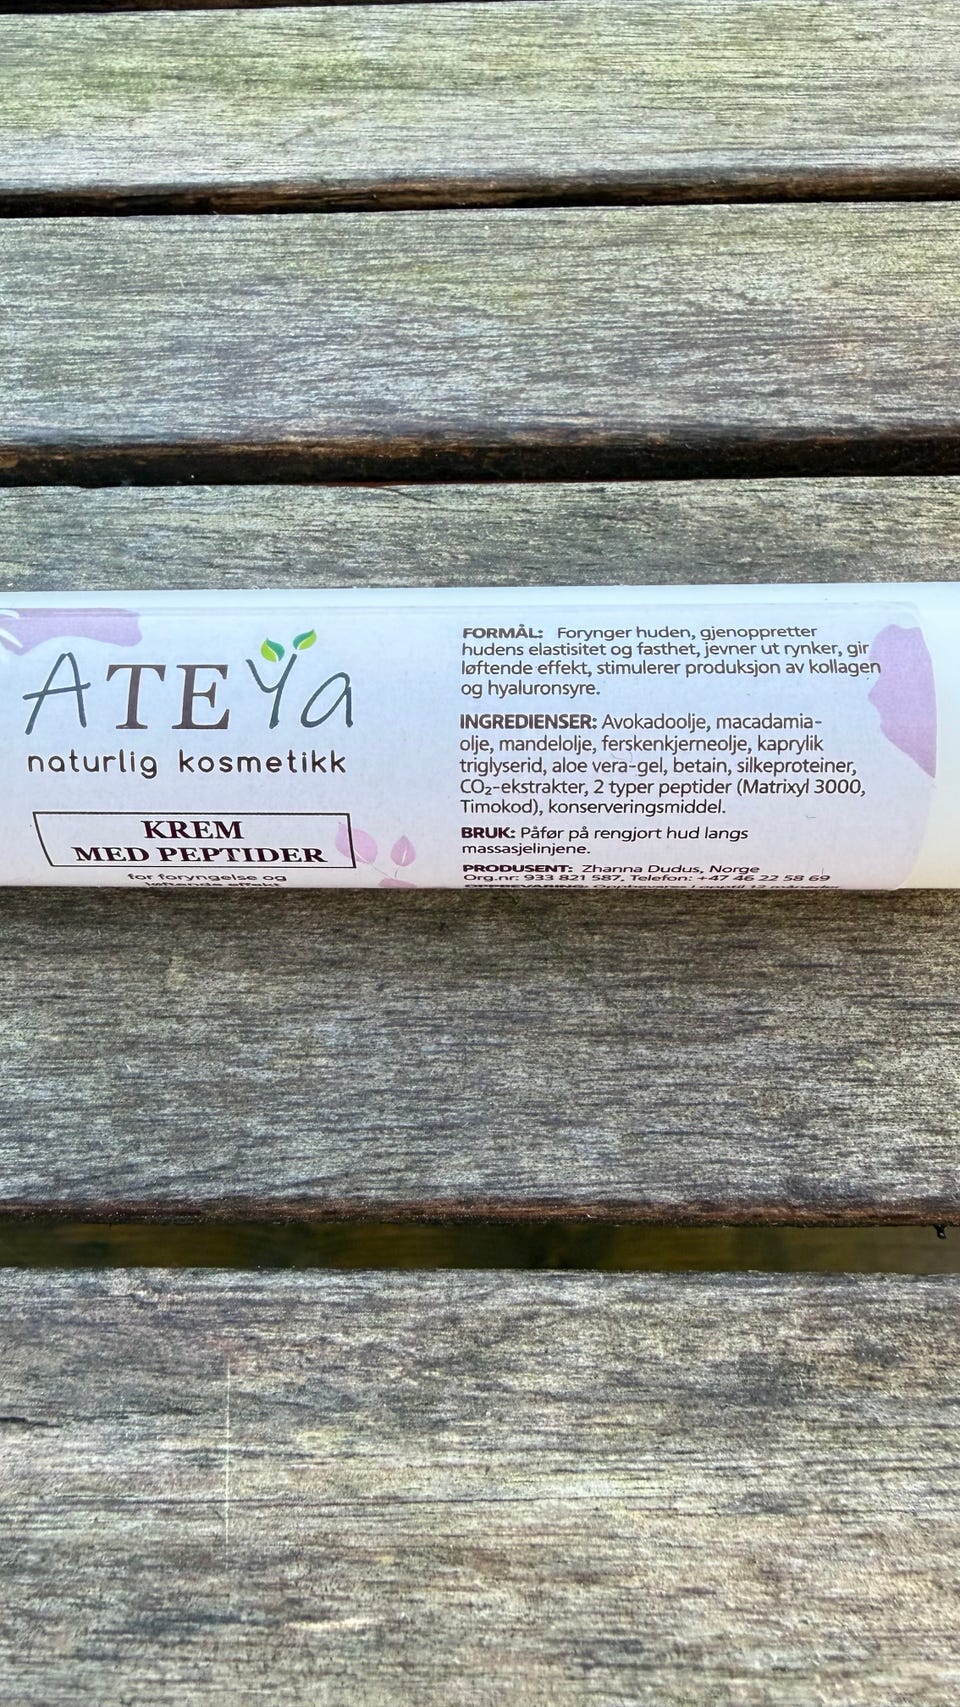 ATEYa
naturlig kosmetikk
KREM
MED PEPTIDER
for foryngelse og
løftende effekt
FORMÅL: Forynger huden, gjenoppretter
hudens elastisitet og fasthet, jevner ut rynker, gir
løftende effekt, stimulerer produksjon av kollagen
og hyaluronsyre.
INGREDIENSER: Avokadoolje, macadamia-
olje, mandelolje, ferskenkjerneolje, kaprylik
triglyserid, aloe vera-gel, betain, silkeproteiner,
CO₂-ekstrakter, 2 typer peptider (Matrixyl 3000,
Timokod), konserveringsmiddel.
BRUK: Påfør på rengjort hud langs
massasjelinjene.
PRODUSENT: Zhanna Dudus, Norge
Org.nr: 933 821 587, Telefon: +47 46 22 58 69